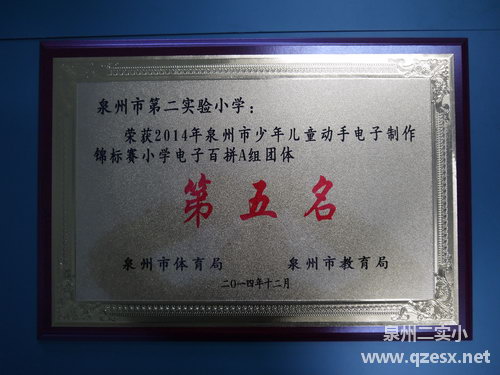 泉州市第二实验小学：
荣获2014年泉州市少年儿童动手电子制作
锦标赛小学电子百拼A组团体
第五名
泉州市体育局 泉州市教育局
二〇一四年十二月
泉州二实小
www.qzesx.net